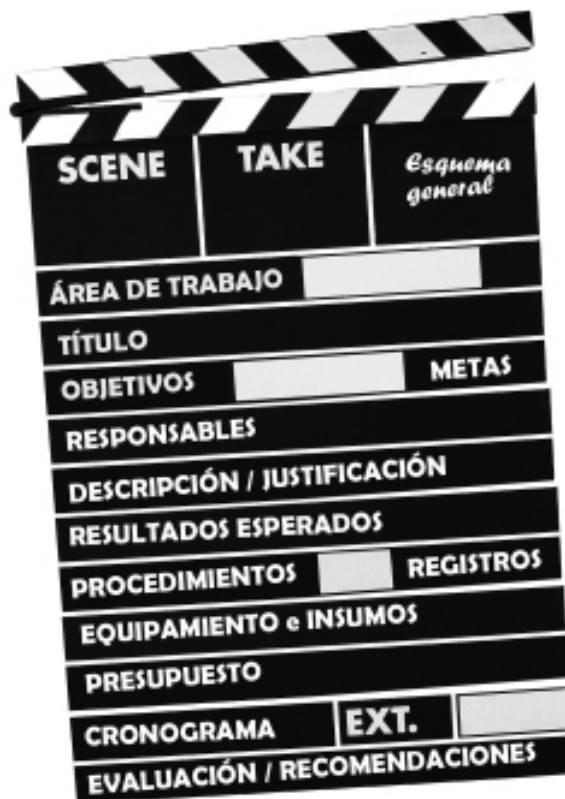 SCENE TAKE Esquema
general
ÁREA DE TRABAJO
TÍTULO
OBJETIVOS METAS
RESPONSABLES
DESCRIPCIÓN / JUSTIFICACIÓN
RESULTADOS ESPERADOS
PROCEDIMIENTOS REGISTROS
EQUIPAMIENTO e INSUMOS
PRESUPUESTO
CRONOGRAMA EXT.
EVALUACIÓN / RECOMENDACIONES